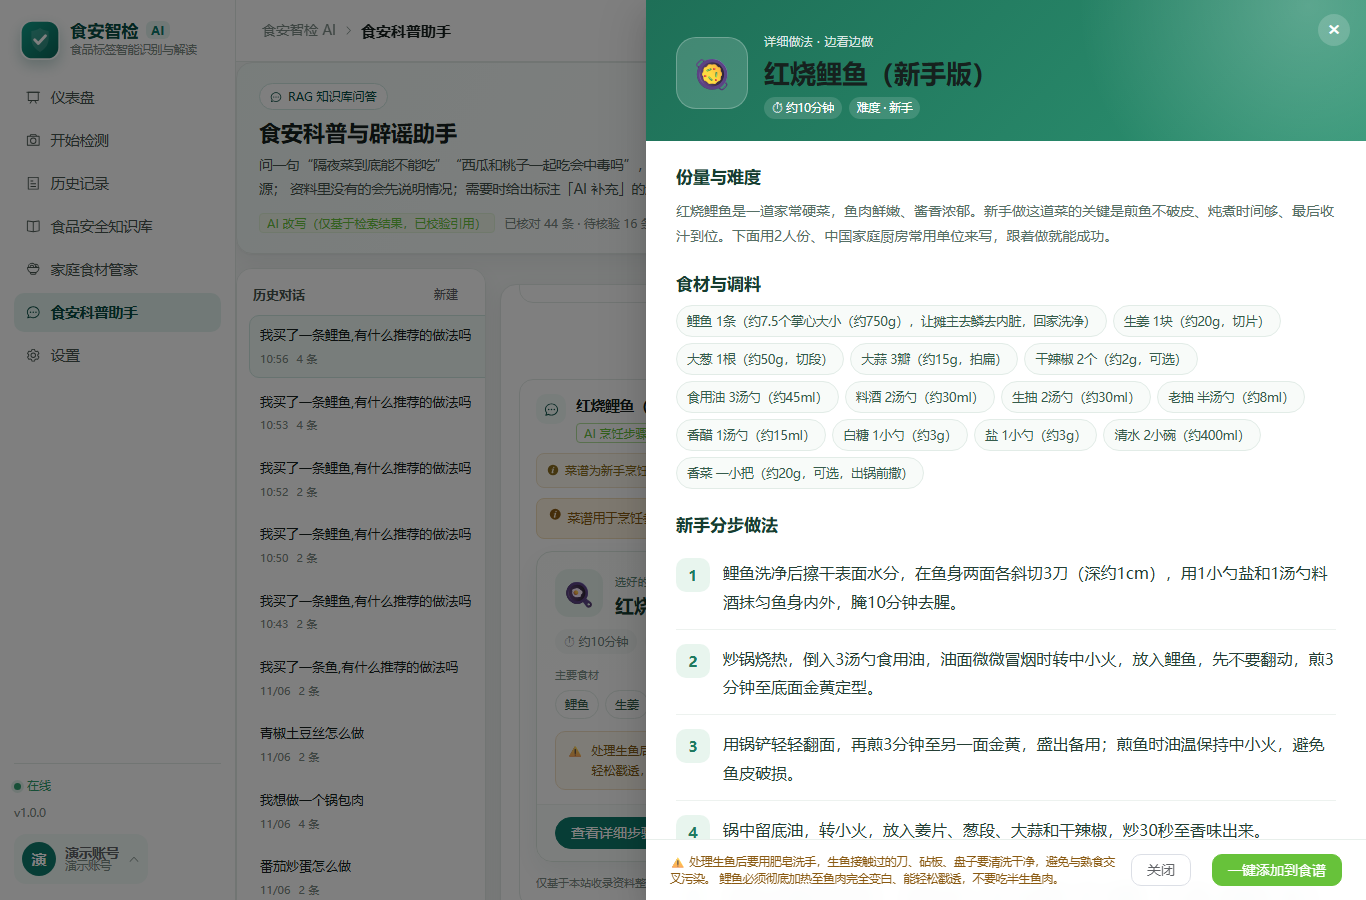 食安智检 AI
食品标签智能识别与解读
仪表盘
开始检测
历史记录
食品安全知识库
家庭食材管家
食安科普助手
设置
在线
v1.0.0
演
演示账号
演示账号
食安智检 AI > 食安科普助手
RAG 知识库问答
食安科普与辟谣助手
问一句“隔夜菜到底能不能吃”“西瓜和桃子一起吃会中毒吗”，
源；资料里没有的会先说明情况；需要时给出标注「AI 补充」的
AI 改写（仅基于检索结果，已校验引用）
已核对 44 条 · 待核验 16
历史对话
新建
我买了一条鲤鱼,有什么推荐的做法吗
10:56 4 条
我买了一条鲤鱼,有什么推荐的做法吗
10:53 4 条
我买了一条鲤鱼,有什么推荐的做法吗
10:52 2 条
我买了一条鲤鱼,有什么推荐的做法吗
10:50 2 条
我买了一条鲤鱼,有什么推荐的做法吗
10:43 2 条
我买了一条鱼,有什么推荐的做法吗
11/06 2 条
青椒土豆丝怎么做
11/06 2 条
我想做一个锅包肉
11/06 4 条
番茄炒蛋怎么做
11/06 2 条
红烧鲤鱼（
AI 烹饪步骤
菜谱为新手烹饪
菜谱用于烹饪
选好的
红烧
约10分钟
主要食材
鲤鱼
生姜
处理生鱼后
轻松戳透，
查看详细步骤
仅基于本站收录资料整
详细做法 · 边看边做
红烧鲤鱼（新手版）
约10分钟
难度 · 新手
份量与难度
红烧鲤鱼是一道家常硬菜，鱼肉鲜嫩、酱香浓郁。新手做这道菜的关键是煎鱼不破皮、炖煮时间够、最后收
汁到位。下面用2人份、中国家庭厨房常用单位来写，跟着做就能成功。
食材与调料
鲤鱼 1条（约7.5个掌心大小（约750g），让摊主去鳞去内脏，回家洗净）
生姜 1块（约20g，切片）
大葱 1根（约50g，切段）
大蒜 3瓣（约15g，拍扁）
干辣椒 2个（约2g，可选）
食用油 3汤勺（约45ml）
料酒 2汤勺（约30ml）
生抽 2汤勺（约30ml）
老抽 半汤勺（约8ml）
香醋 1汤勺（约15ml）
白糖 1小勺（约3g）
盐 1小勺（约3g）
清水 2小碗（约400ml）
香菜 一小把（约20g，可选，出锅前撒）
新手分步做法
1
鲤鱼洗净后擦干表面水分，在鱼身两面各斜切3刀（深约1cm），用1小勺盐和1汤勺料
酒抹匀鱼身内外，腌10分钟去腥。
2
炒锅烧热，倒入3汤勺食用油，油面微微冒烟时转中小火，放入鲤鱼，先不要翻动，煎3
分钟至底面金黄定型。
3
用锅铲轻轻翻面，再煎3分钟至另一面金黄，盛出备用；煎鱼时油温保持中小火，避免
鱼皮破损。
4
锅中留底油，转小火，放入姜片、葱段、大蒜和干辣椒，炒30秒至香味出来。
处理生鱼后要用肥皂洗手，生鱼接触过的刀、砧板、盘子要清洗干净，避免与熟食交
叉污染。 鲤鱼必须彻底加热至鱼肉完全变白、能轻松戳透，不要吃半生鱼肉。
关闭
一键添加到食谱